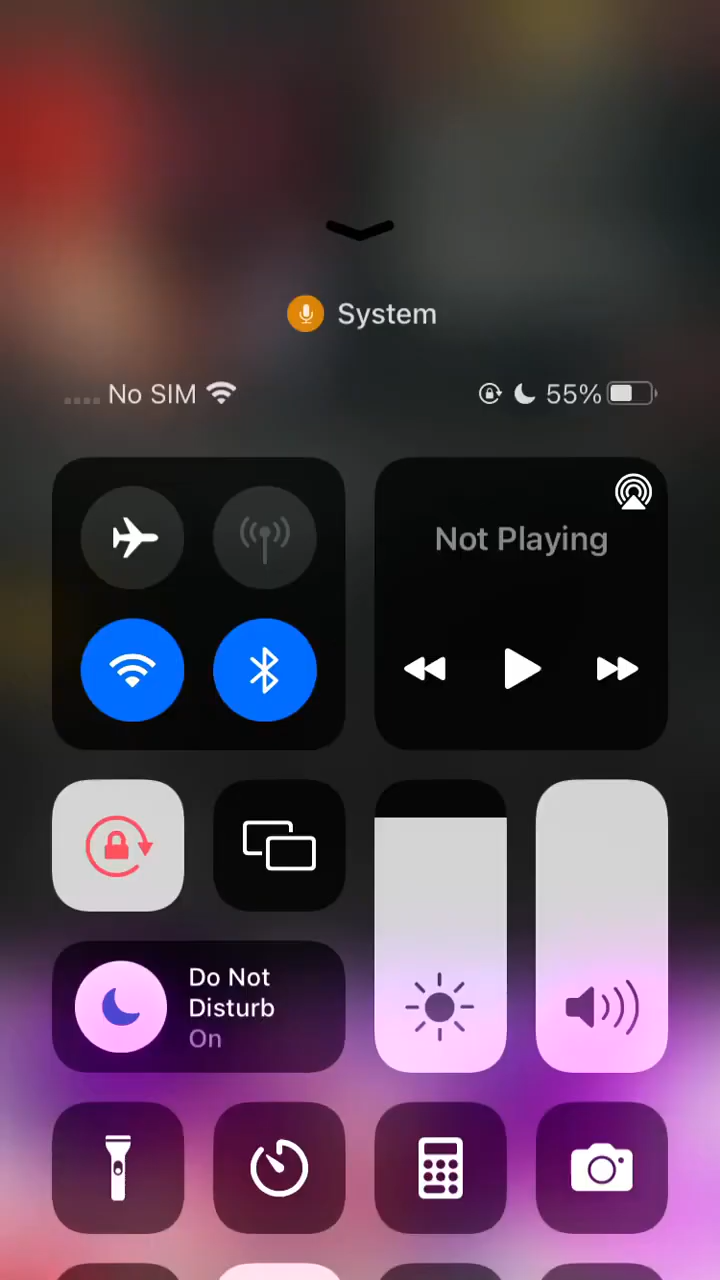 System
No SIM 55%
Not Playing
Do Not
Disturb
On